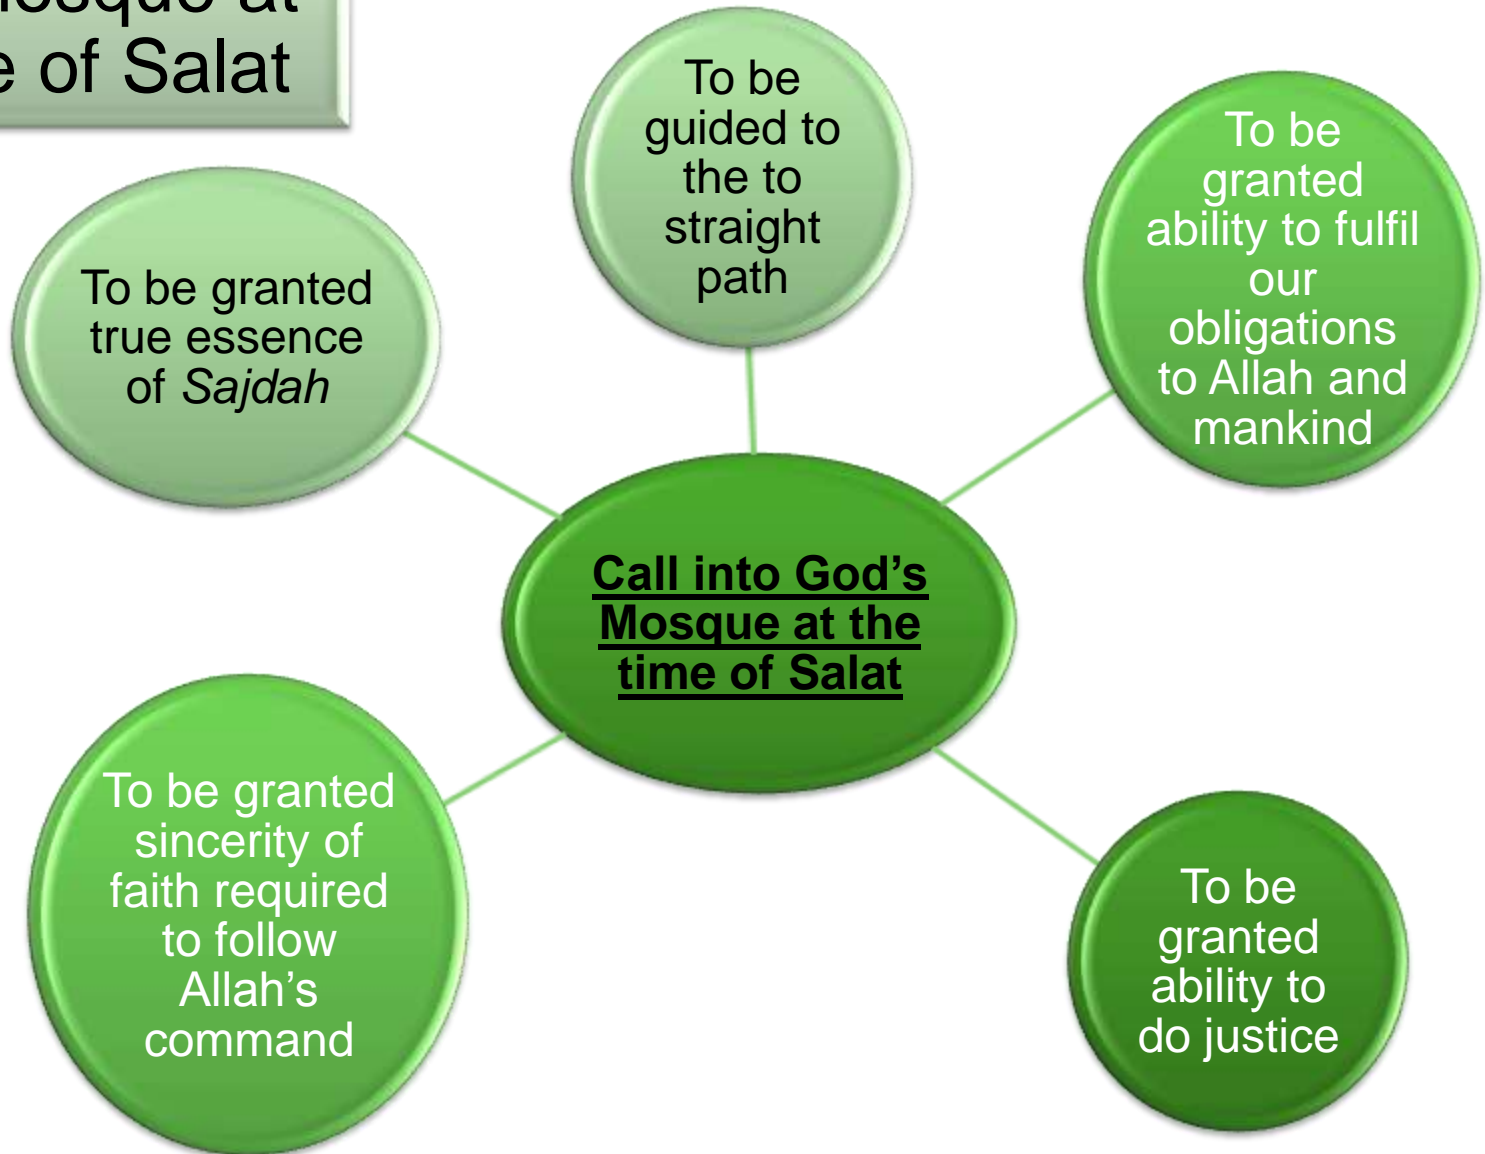 at
of Salat
To be
guided to
the to
straight
path
To be
granted
ability to fulfil
our
obligations
to Allah and
mankind
To be granted
true essence
of Sajdah
Call into God’s
Mosque at the
time of Salat
To be granted
sincerity of
faith required
to follow
Allah’s
command
To be
granted
ability to
do justice